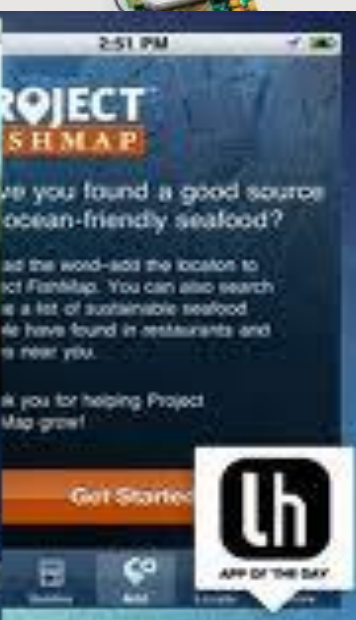 2:51 PM
ROJECT
SHMAP
ve you found a good source
ocean-friendly seafood?
ad the word-add the locaton to
ct FishMap. You can also search
e a list of sustainable seafood
le have found in restaurants and
s near you.
k you for helping Project
Map grow!
Get Started
lh
APP OF THE DAY